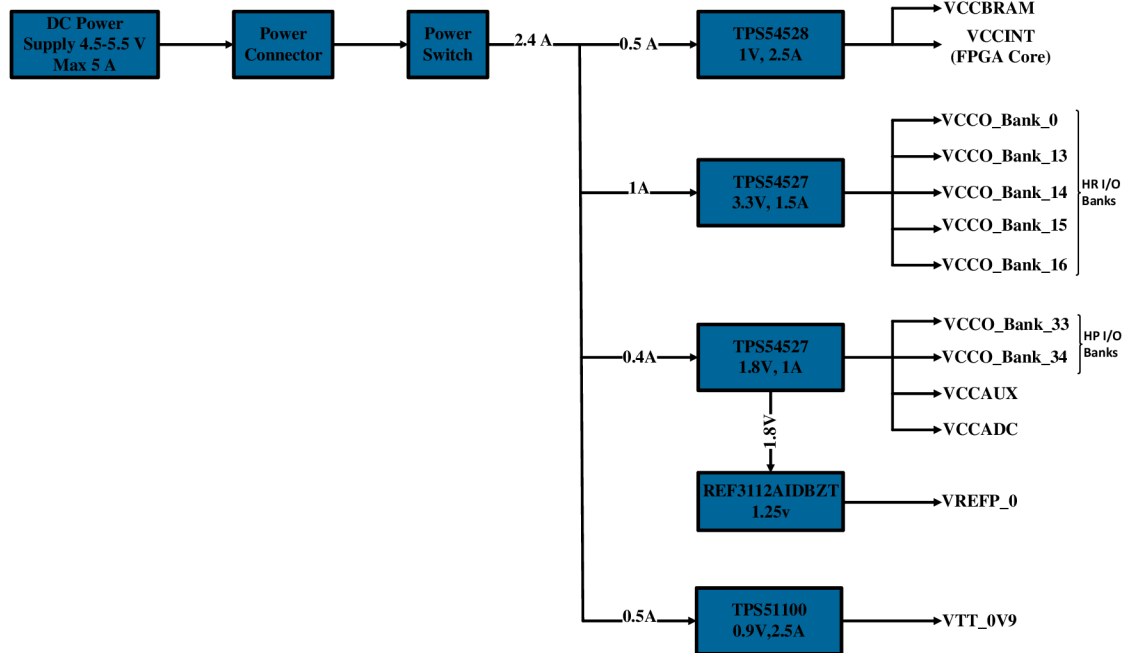 DC Power
Supply 4.5-5.5 V
Max 5 A
Power
Connector
Power
Switch
2.4 A
0.5 A
TPS54528
1V, 2.5A
VCCBRAM
VCCINT
(FPGA Core)
1A
TPS54527
3.3V, 1.5A
VCCO_Bank_0
VCCO_Bank_13
VCCO_Bank_14
VCCO_Bank_15
VCCO_Bank_16
HR I/O
Banks
0.4A
TPS54527
1.8V, 1A
VCCO_Bank_33
VCCO_Bank_34
HP I/O
Banks
VCCAUX
VCCADC
1.8V
REF3112AIDBZT
1.25v
VREFP_0
0.5A
TPS51100
0.9V,2.5A
VTT_0V9